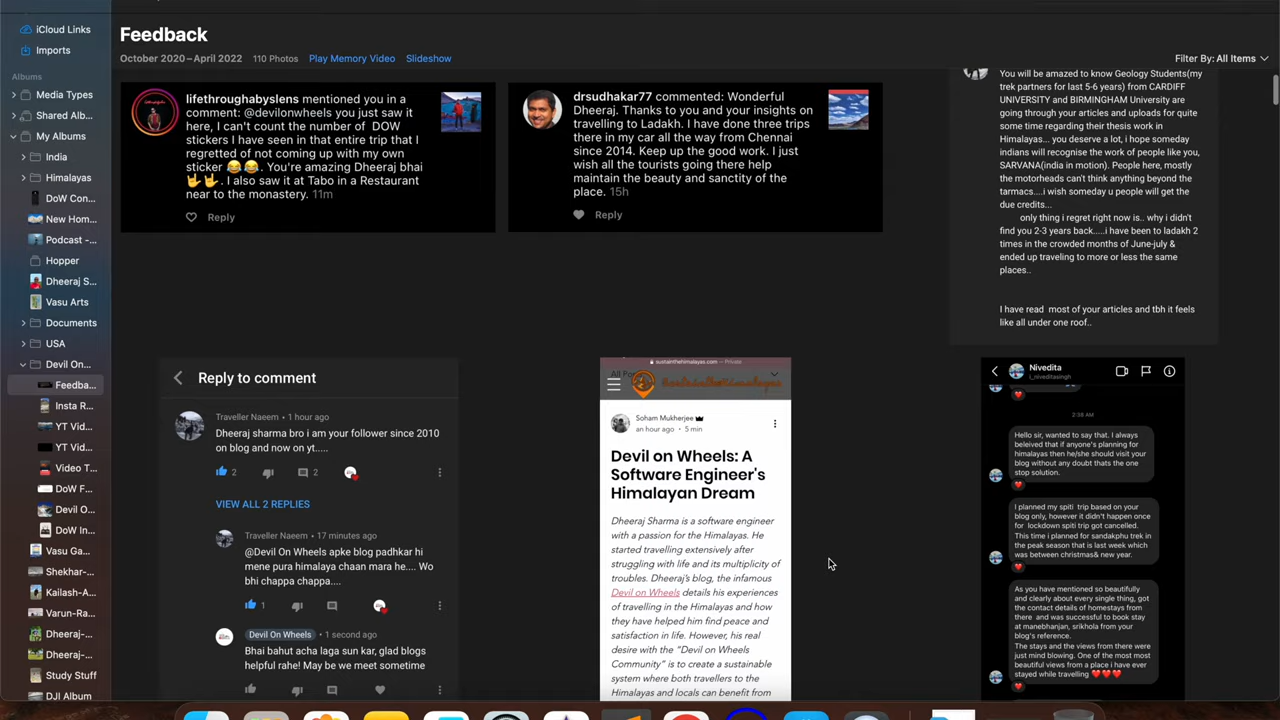 iCloud Links
Imports
Albums
Media Types
Shared Alb...
My Albums
India
Himalayas
DoW Con...
New Hom...
Podcast -...
Hopper
Dheeraj S...
Vasu Arts
Documents
USA
Devil On...
Feedba...
Insta R...
YT Vid...
YT Vid...
Video T...
DoW F...
Devil O...
DoW In...
Vasu Ga...
Shekhar-...
Kailash-A...
Varun-Ra...
Dheeraj-...
Dheeraj-...
Study Stuff
DJI Album
Feedback
October 2020–April 2022 110 Photos Play Memory Video Slideshow
Filter By: All Items
lifethroughabyslens mentioned you in a
comment: @devilonwheels you just saw it
here, I can't count the number of DOW
stickers I have seen in that entire trip that I
regretted of not coming up with my own
sticker 😂😂. You're amazing Dheeraj bhai
🤘🤘. I also saw it at Tabo in a Restaurant
near to the monastery. 11m
Reply
drsudhakar77 commented: Wonderful
Dheeraj. Thanks to you and your insights on
travelling to Ladakh. I have done three trips
there in my car all the way from Chennai
since 2014. Keep up the good work. I just
wish all the tourists going there help
maintain the beauty and sanctity of the
place. 15h
Reply
You will be amazed to know Geology Students(my
trek partners for last 5-6 years) from CARDIFF
UNIVERSITY and BIRMINGHAM University are
going through your articles and uploads for quite
some time regarding their thesis work in
Himalayas... you deserve a lot, i hope someday
indians will recognise the work of people like you,
SARVANA(india in motion). People here, mostly
the motorheads can't think anything beyond the
tarmacs....i wish someday u people will get the
due credits...
only thing i regret right now is.. why i didn't
find you 2-3 years back.....i have been to ladakh 2
times in the crowded months of June-july &
ended up traveling to more or less the same
places..
I have read most of your articles and tbh it feels
like all under one roof..
Reply to comment
Traveller Naeem • 1 hour ago
Dheeraj sharma bro i am your follower since 2010
on blog and now on yt.....
2 2
VIEW ALL 2 REPLIES
Traveller Naeem • 17 minutes ago
@Devil On Wheels apke blog padhkar hi
mene pura himalaya chaan mara he.... Wo
bhi chappa chappa....
1
Devil On Wheels • 1 second ago
Bhai bahut acha laga sun kar, glad blogs
helpful rahe! May be we meet sometime
sustainthehimalayas.com — Private
All Po
SustainTheHimalayas
Soham Mukherjee
an hour ago • 5 min
Devil on Wheels: A
Software Engineer's
Himalayan Dream
Dheeraj Sharma is a software engineer
with a passion for the Himalayas. He
started travelling extensively after
struggling with life and its multiplicity of
troubles. Dheeraj's blog, the infamous
Devil on Wheels details his experiences
of travelling in the Himalayas and how
they have helped him find peace and
satisfaction in life. However, his real
desire with the "Devil on Wheels
Community" is to create a sustainable
system where both travellers to the
Himalayas and locals can benefit from
Nivedita
i_niveditasingh
2:38 AM
Hello sir, wanted to say that. I always
beleived that if anyone's planning for
himalayas then he/she should visit your
blog without any doubt thats the one
stop solution.
I planned my spiti trip based on your
blog only, however it didn't happen once
for lockdown spiti trip got cancelled.
This time i planned for sandakphu trek in
the peak season that is last week which
was between christmas& new year.
As you have mentioned so beautifully
and clearly about every single thing, got
the contact details of homestays from
there and was successful to book stay
at manebhanjan, srikhola from your
blog's reference.
The stays and the views from there were
just mind blowing. One of the most most
beautiful views from a place i have ever
stayed while travelling ❤️❤️❤️